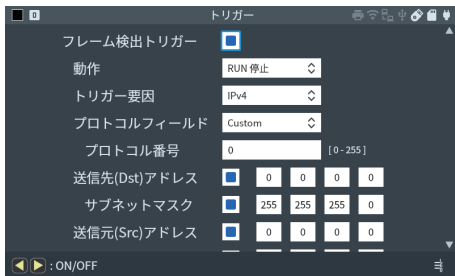 0 トリガー
フレーム検出トリガー
動作 RUN 停止
トリガー要因 IPv4
プロトコルフィールド Custom
プロトコル番号 0 [ 0 - 255 ]
送信先(Dst)アドレス 0 0 0 0
サブネットマスク 255 255 255 0
送信元(Src)アドレス 0 0 0 0
: ON/OFF